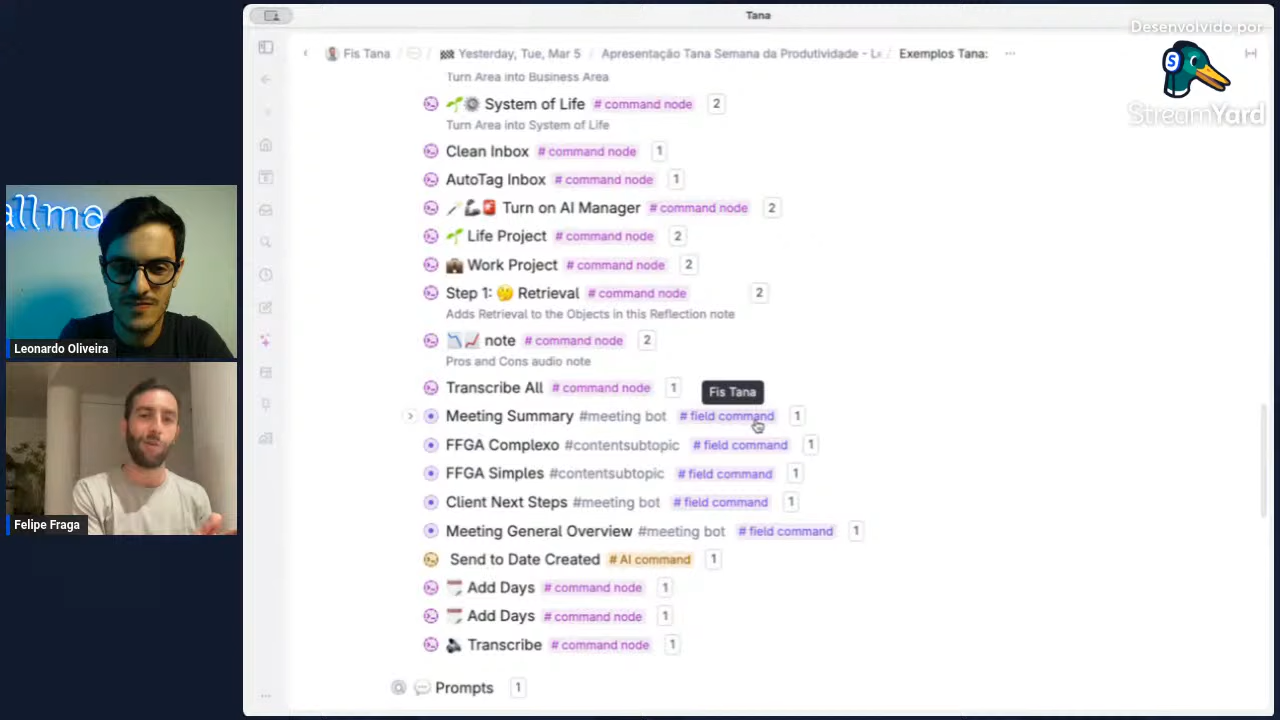 Tana
Desenvolvido por
StreamYard
Fis Tana / Yesterday, Tue, Mar 5 / Apresentação Tana Semana da Produtividade - Le / Exemplos Tana: ...
Turn Area into Business Area
System of Life # command node 2
Turn Area into System of Life
Clean Inbox # command node 1
AutoTag Inbox # command node 1
Turn on AI Manager # command node 2
Life Project # command node 2
Work Project # command node 2
Step 1: Retrieval # command node 2
Adds Retrieval to the Objects in this Reflection note
note # command node 2
Pros and Cons audio note
Transcribe All # command node 1
Fis Tana
Meeting Summary #meeting bot # field command 1
FFGA Complexo #contentsubtopic # field command 1
FFGA Simples #contentsubtopic # field command 1
Client Next Steps #meeting bot # field command 1
Meeting General Overview #meeting bot # field command 1
Send to Date Created # AI command 1
Add Days # command node 1
Add Days # command node 1
Transcribe # command node 1
Prompts 1
allma
Leonardo Oliveira
Felipe Fraga